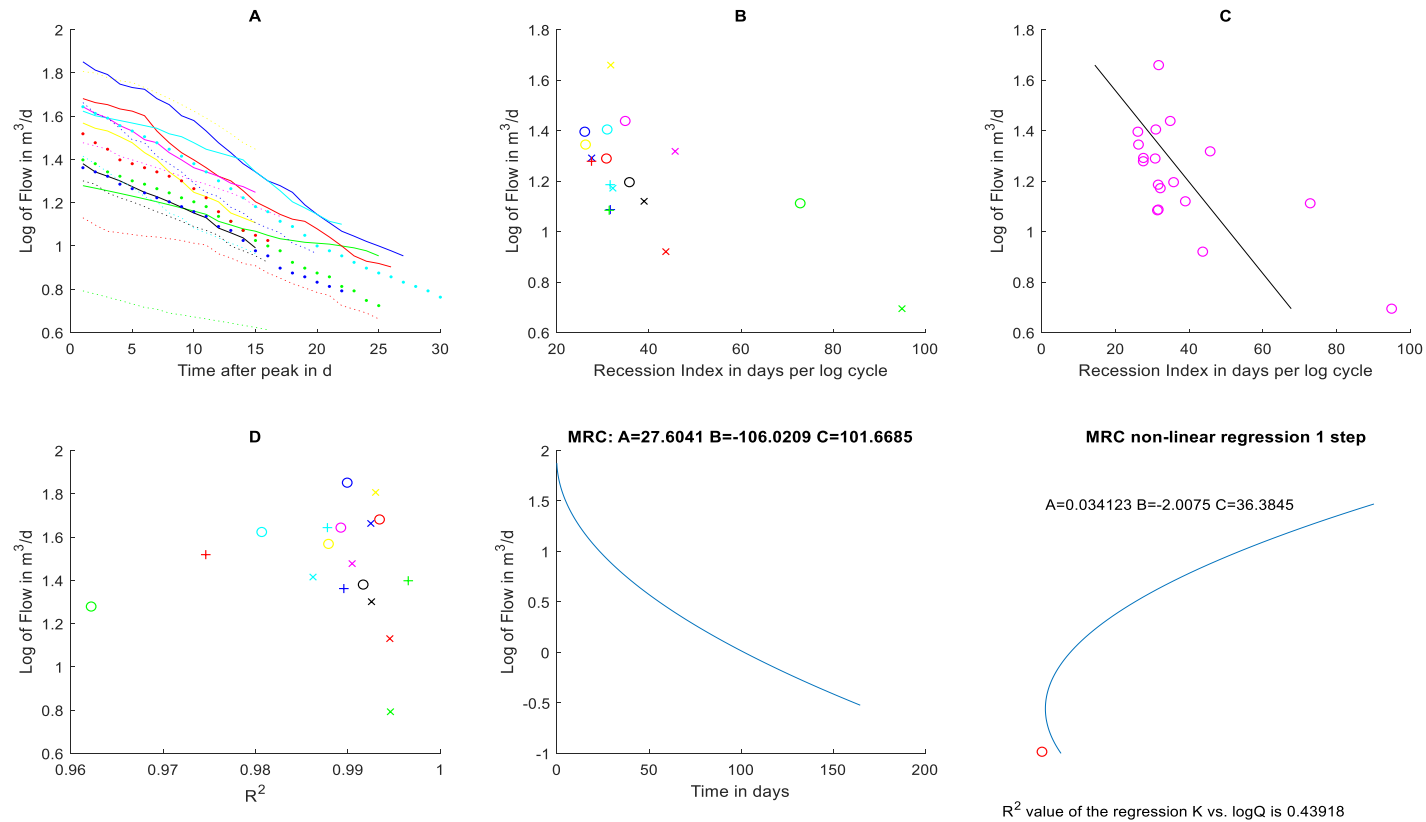 A
2
1.8
1.6
1.4
1.2
1
0.8
0.6
Log of Flow in m³/d
0 5 10 15 20 25 30
Time after peak in d
B
1.8
1.6
1.4
1.2
1
0.8
0.6
Log of Flow in m³/d
20 40 60 80 100
Recession Index in days per log cycle
C
1.8
1.6
1.4
1.2
1
0.8
0.6
Log of Flow in m³/d
0 20 40 60 80 100
Recession Index in days per log cycle
D
2
1.8
1.6
1.4
1.2
1
0.8
0.6
Log of Flow in m³/d
0.96 0.97 0.98 0.99 1
R²
MRC: A=27.6041 B=-106.0209 C=101.6685
2
1.5
1
0.5
0
-0.5
-1
Log of Flow in m³/d
0 50 100 150 200
Time in days
MRC non-linear regression 1 step
A=0.034123 B=-2.0075 C=36.3845
R² value of the regression K vs. logQ is 0.43918